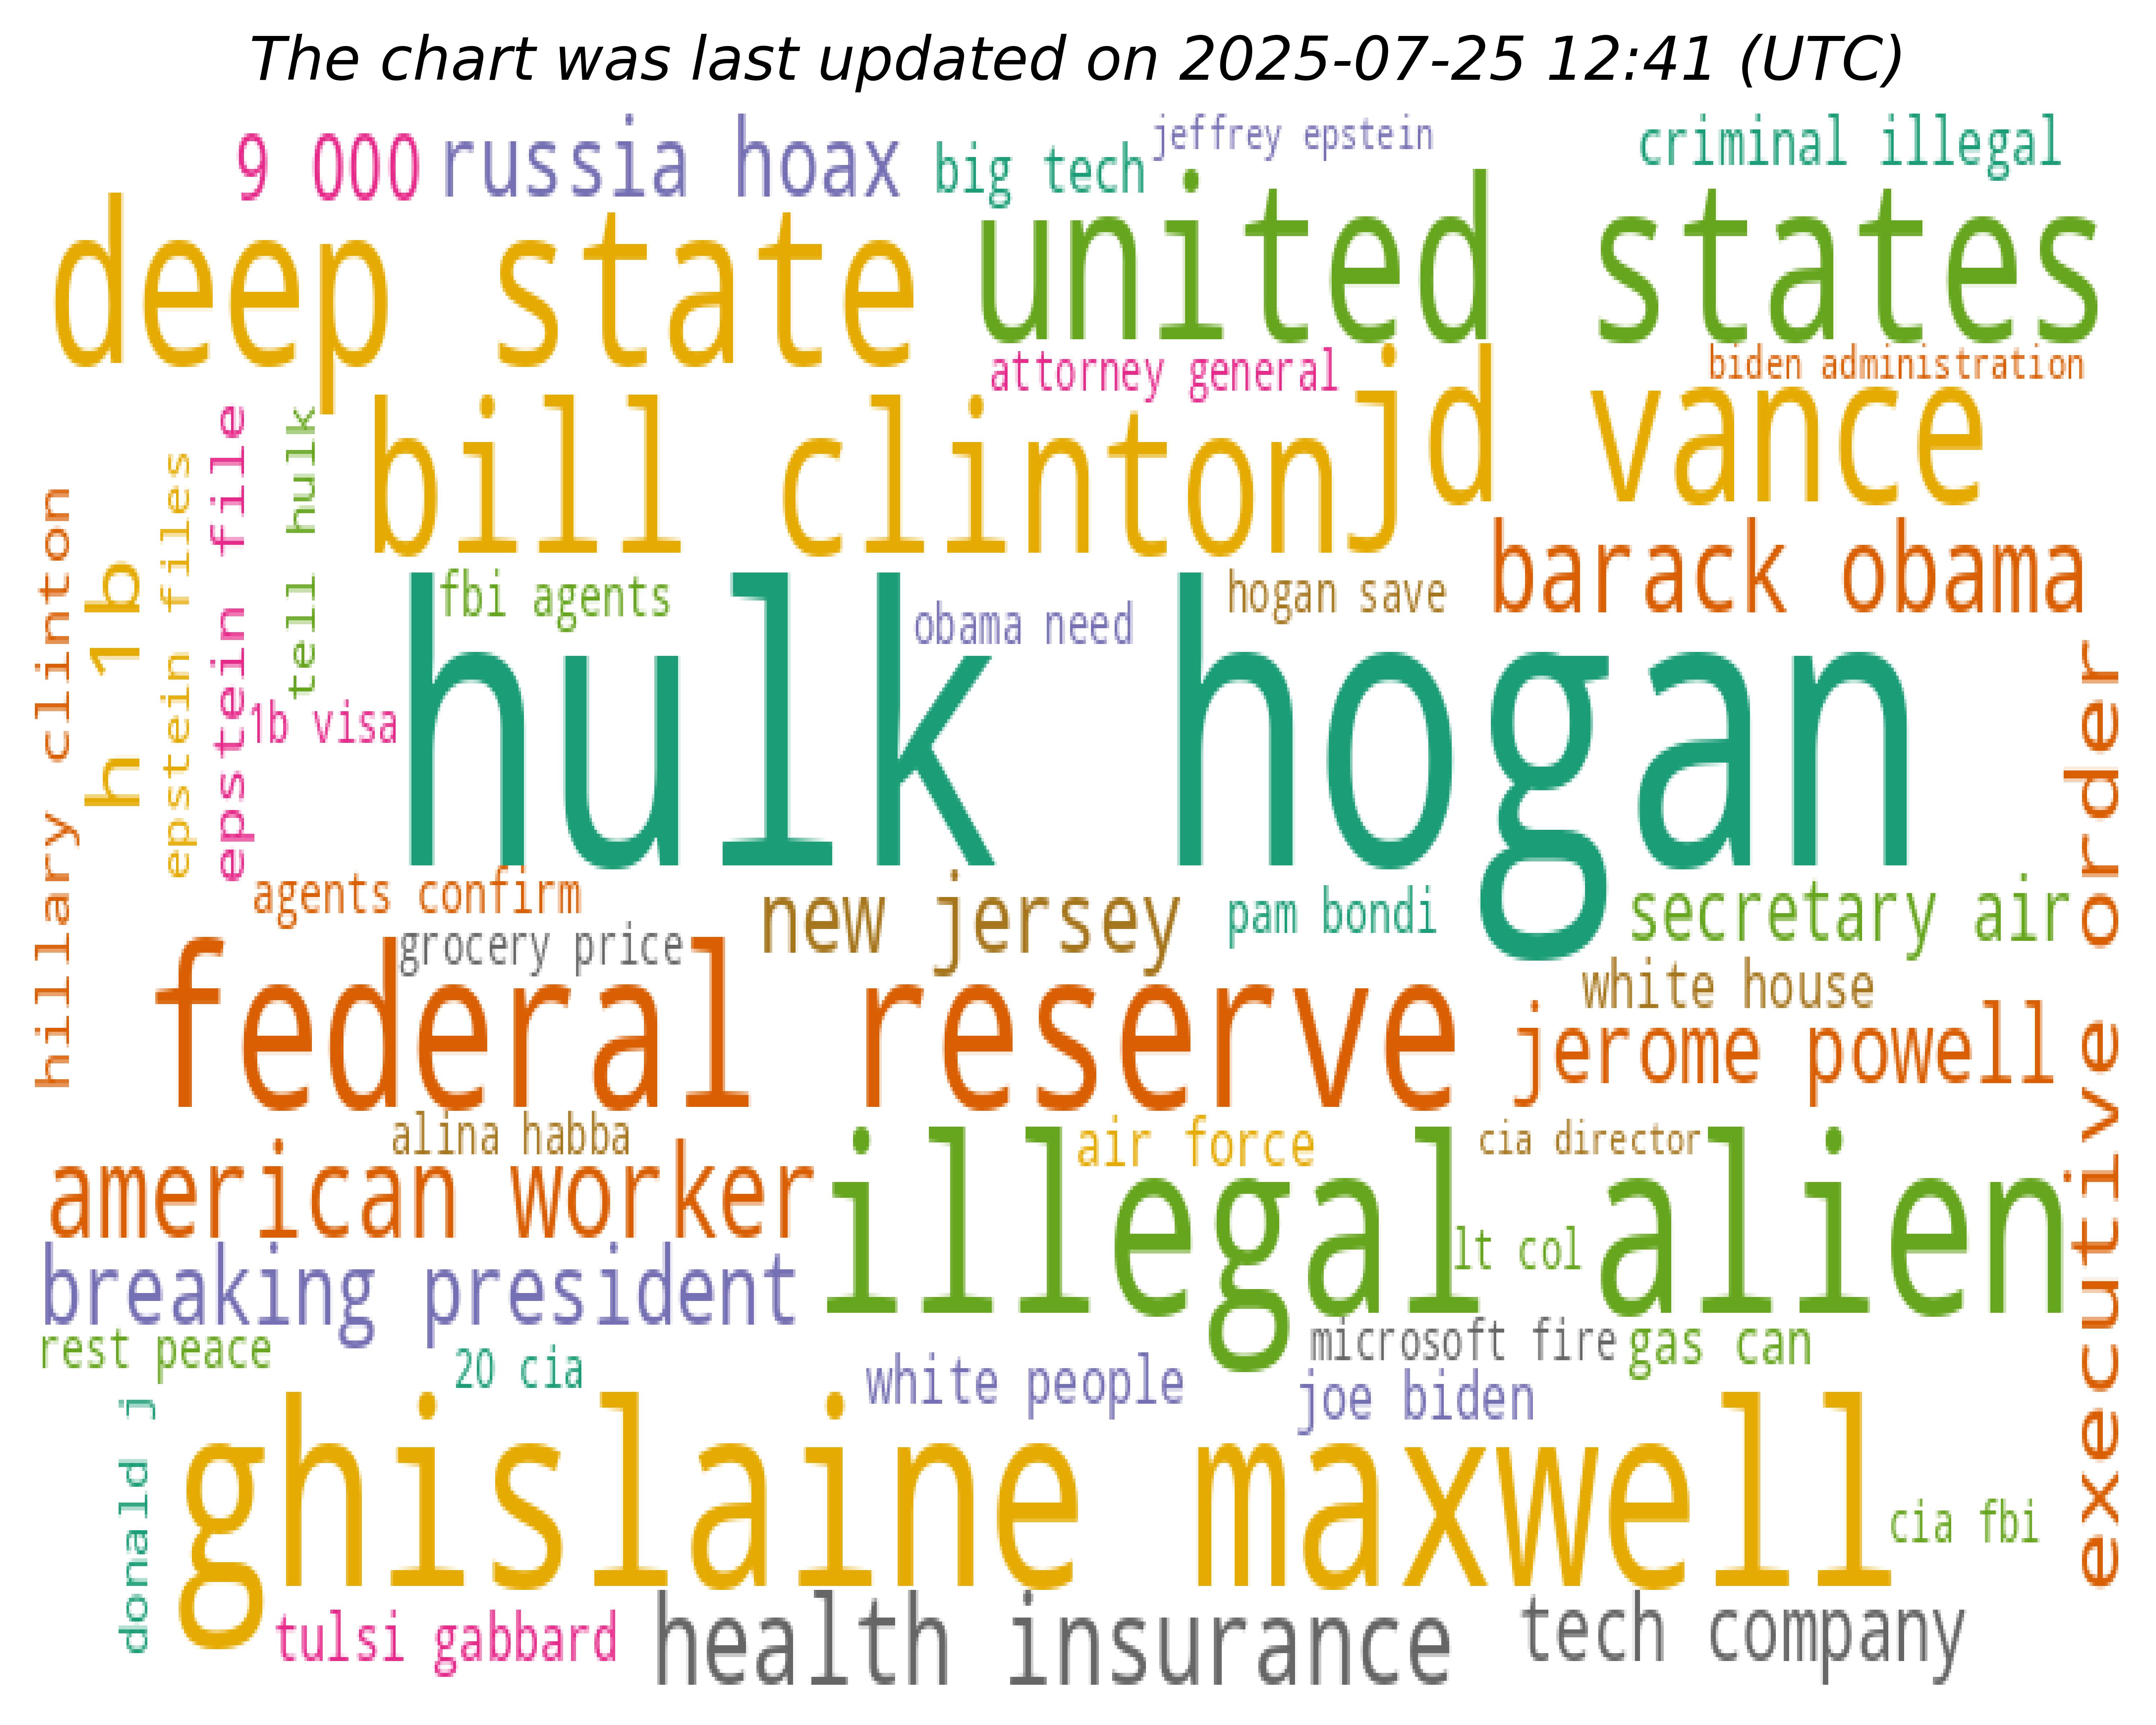 The chart was last updated on 2025-07-25 12:41 (UTC)
9 000
russia hoax
big tech
jeffrey epstein
criminal illegal
deep state
united states
attorney general
biden administration
bill clinton
jd vance
barack obama
hillary clinton
h 1b
epstein files
epstein file
tell hulk
1b visa
fbi agents
obama need
hogan save
hulk hogan
executive order
agents confirm
grocery price
new jersey
pam bondi
secretary air
white house
federal reserve
jerome powell
alina habba
air force
cia director
american worker
illegal alien
lt col
breaking president
rest peace
20 cia
white people
microsoft fire
gas can
joe biden
donald j
ghislaine maxwell
cia fbi
tulsi gabbard
health insurance
tech company